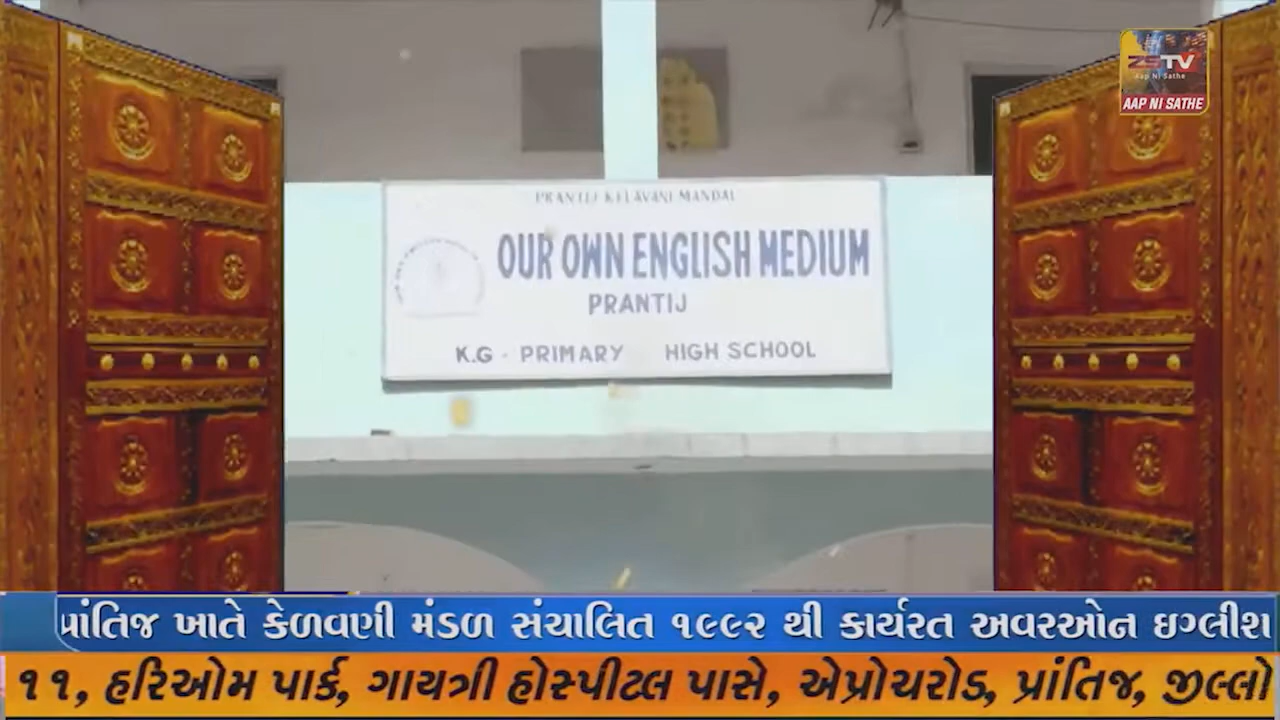 ZSTV
Aap Ni Sathe
AAP NI SATHE
PRANTIJ KELAVANI MANDAL
OUR OWN ENGLISH MEDIUM
PRANTIJ
K.G - PRIMARY HIGH SCHOOL
પ્રાંતિજ ખાતે કેળવણી મંડળ સંચાલિત ૧૯૯૨ થી કાર્યરત અવરઓન ઇગ્લીશ
૧૧, હરિઓમ પાર્ક, ગાયત્રી હોસ્પીટલ પાસે, એપ્રોચરોડ, પ્રાંતિજ, જીલ્લો